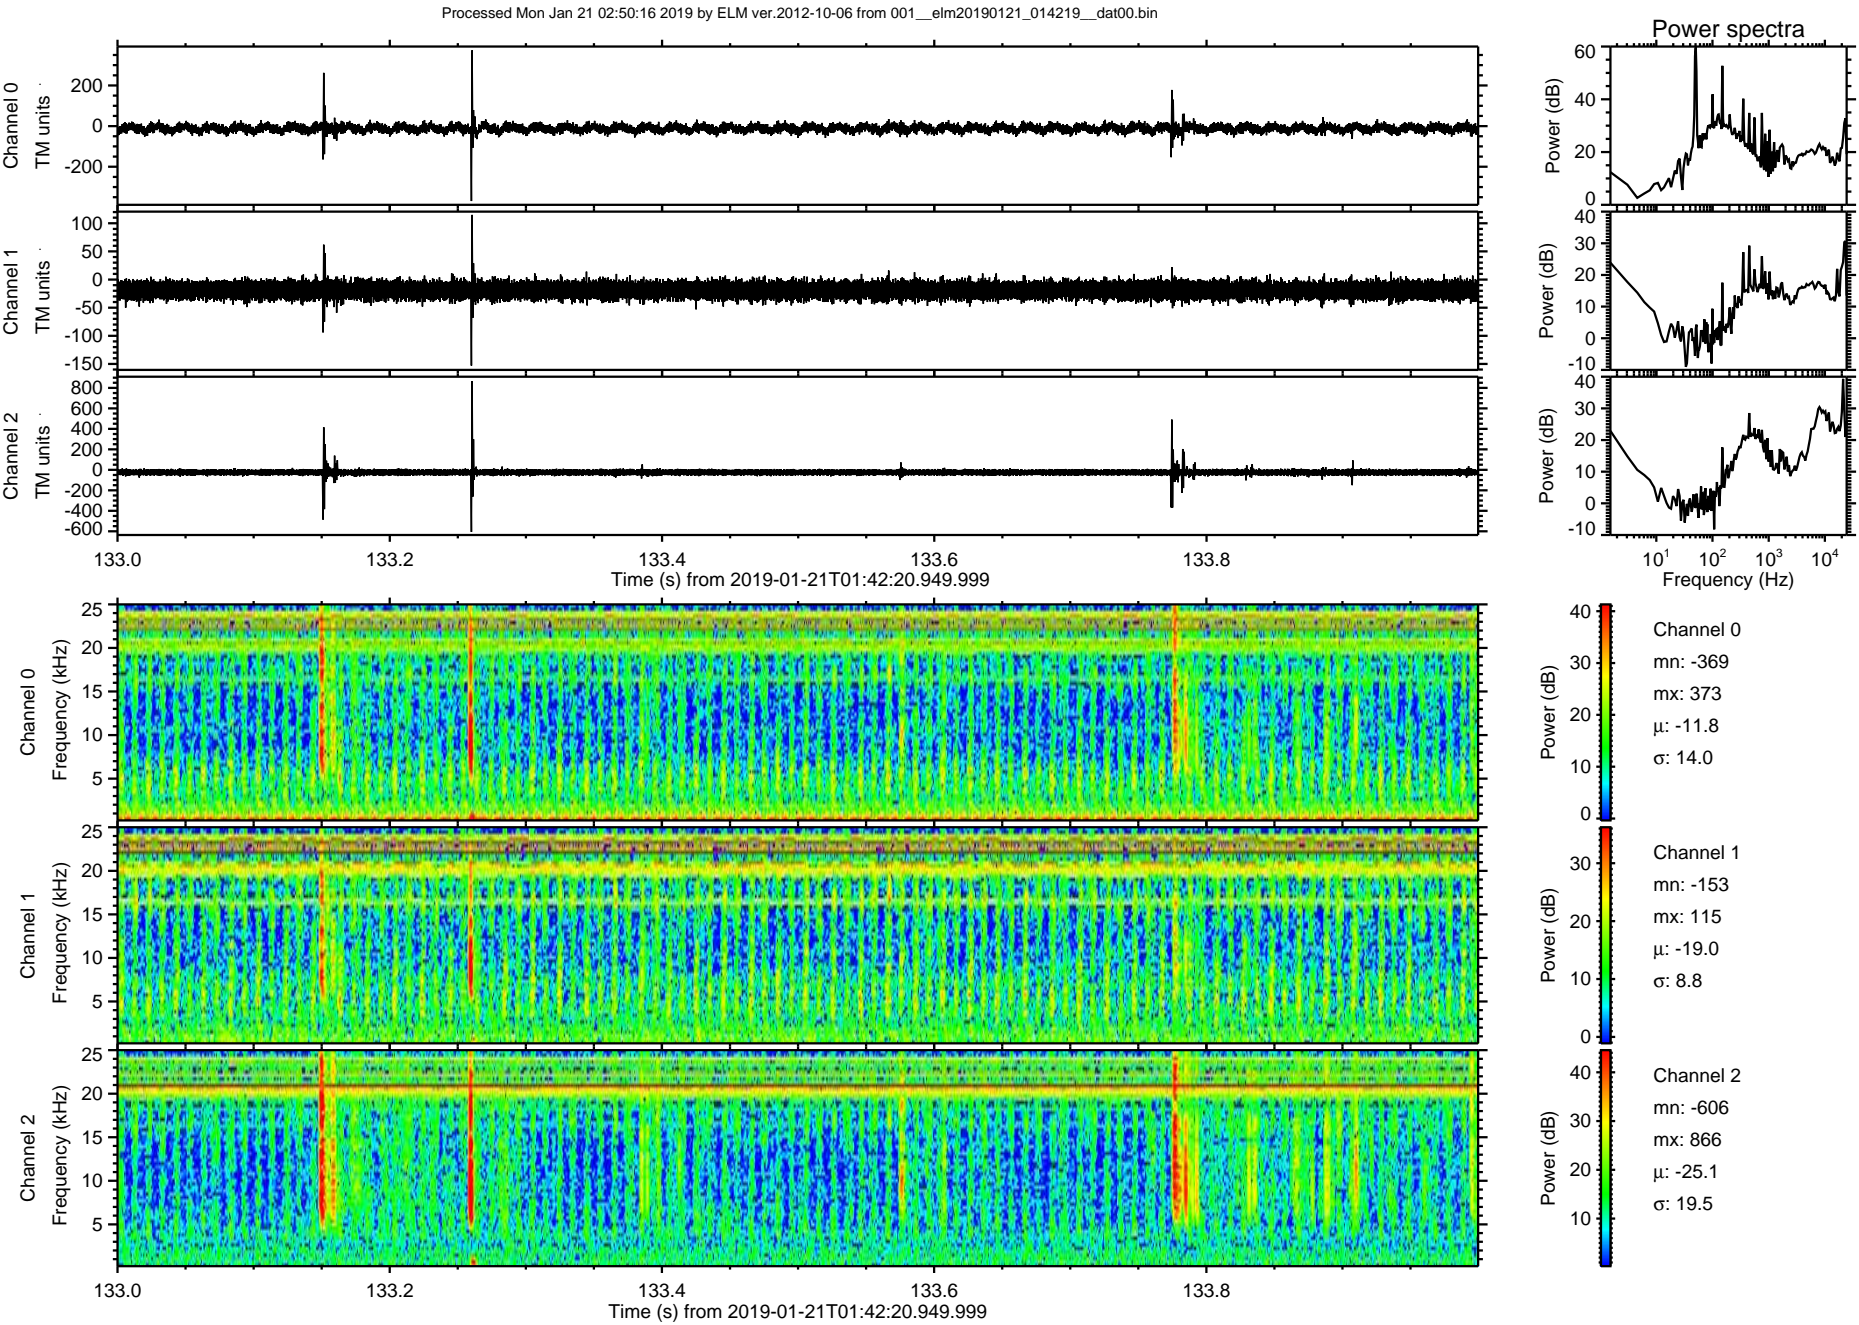 Processed Mon Jan 21 02:50:16 2019 by ELM ver.2012-10-06 from 001__elm20190121_014219__dat00.bin
Power spectra
Channel 0
TM units
200
0
-200
Power (dB)
60
40
20
0
Channel 1
TM units
100
50
0
-50
-100
-150
Power (dB)
40
30
20
10
0
-10
Channel 2
TM units
800
600
400
200
0
-200
-400
-600
Power (dB)
40
30
20
10
0
-10
133.0 133.2 133.4 133.6 133.8
Time (s) from 2019-01-21T01:42:20.949.999
10^1 10^2 10^3 10^4
Frequency (Hz)
Channel 0
Frequency (kHz)
25
20
15
10
5
Power (dB)
40
30
20
10
0
Channel 0
mn: -369
mx: 373
μ: -11.8
σ: 14.0
Channel 1
Frequency (kHz)
25
20
15
10
5
Power (dB)
30
20
10
0
Channel 1
mn: -153
mx: 115
μ: -19.0
σ: 8.8
Channel 2
Frequency (kHz)
25
20
15
10
5
Power (dB)
40
30
20
10
Channel 2
mn: -606
mx: 866
μ: -25.1
σ: 19.5
133.0 133.2 133.4 133.6 133.8
Time (s) from 2019-01-21T01:42:20.949.999